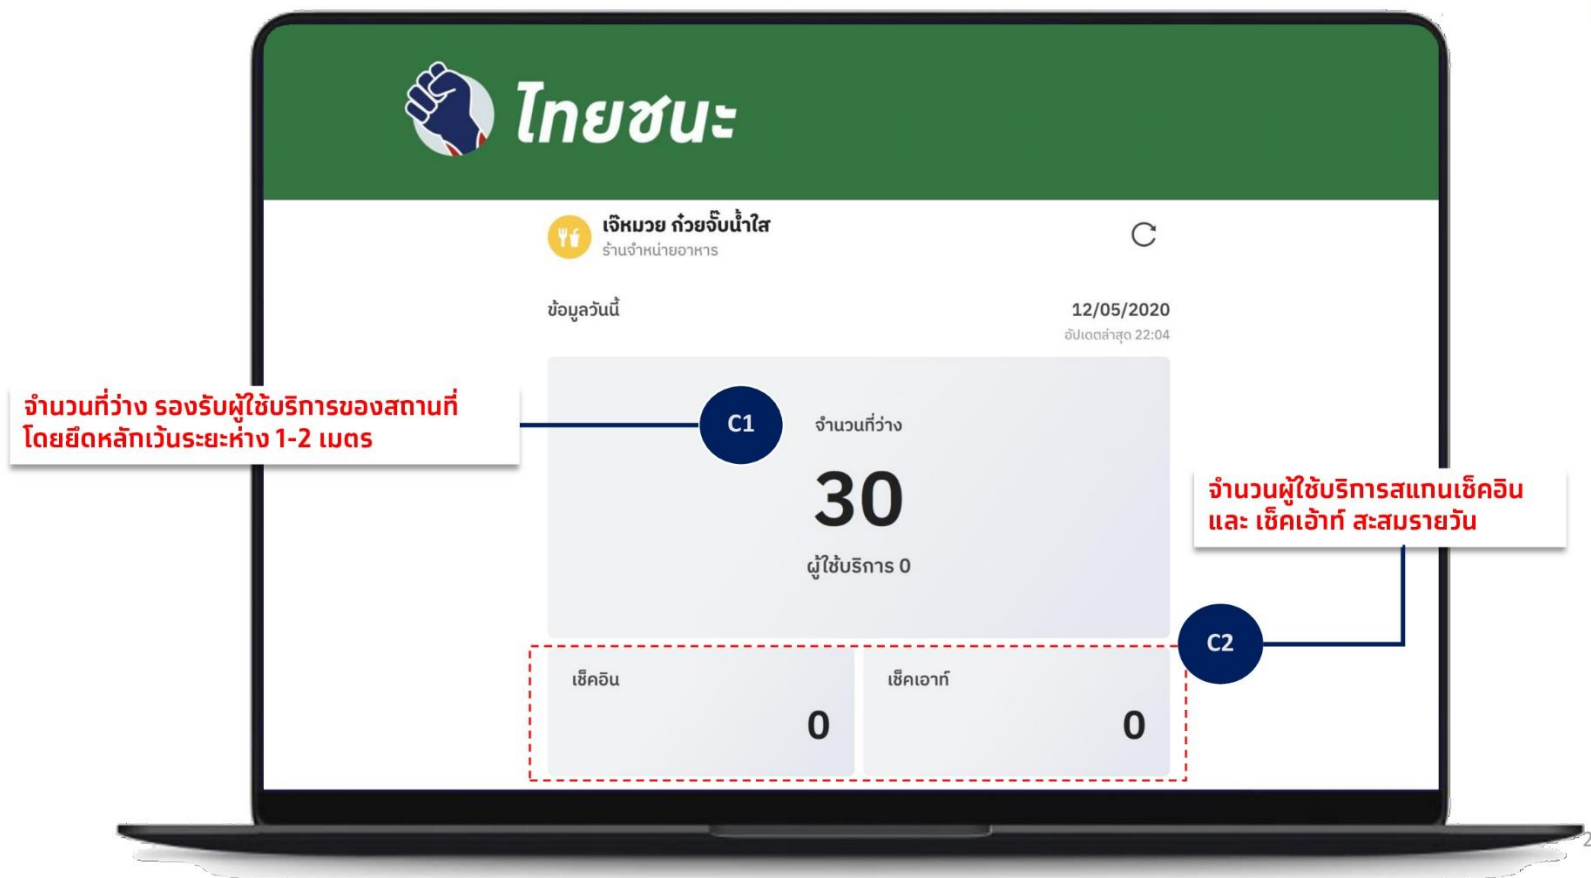 ไทยชนะ
เจ๊หมวย ก๋วยจั๊บน้ำใส
ร้านจำหน่ายอาหาร
ข้อมูลวันนี้
12/05/2020
อัปเดตล่าสุด 22:04
จำนวนที่ว่าง รองรับผู้ใช้บริการของสถานที่
โดยยึดหลักเว้นระยะห่าง 1-2 เมตร
C1
จำนวนที่ว่าง
30
ผู้ใช้บริการ 0
จำนวนผู้ใช้บริการสแกนเช็คอิน
และ เช็คเอ้าท์ สะสมรายวัน
C2
เช็คอิน
0
เช็คเอาท์
0
2